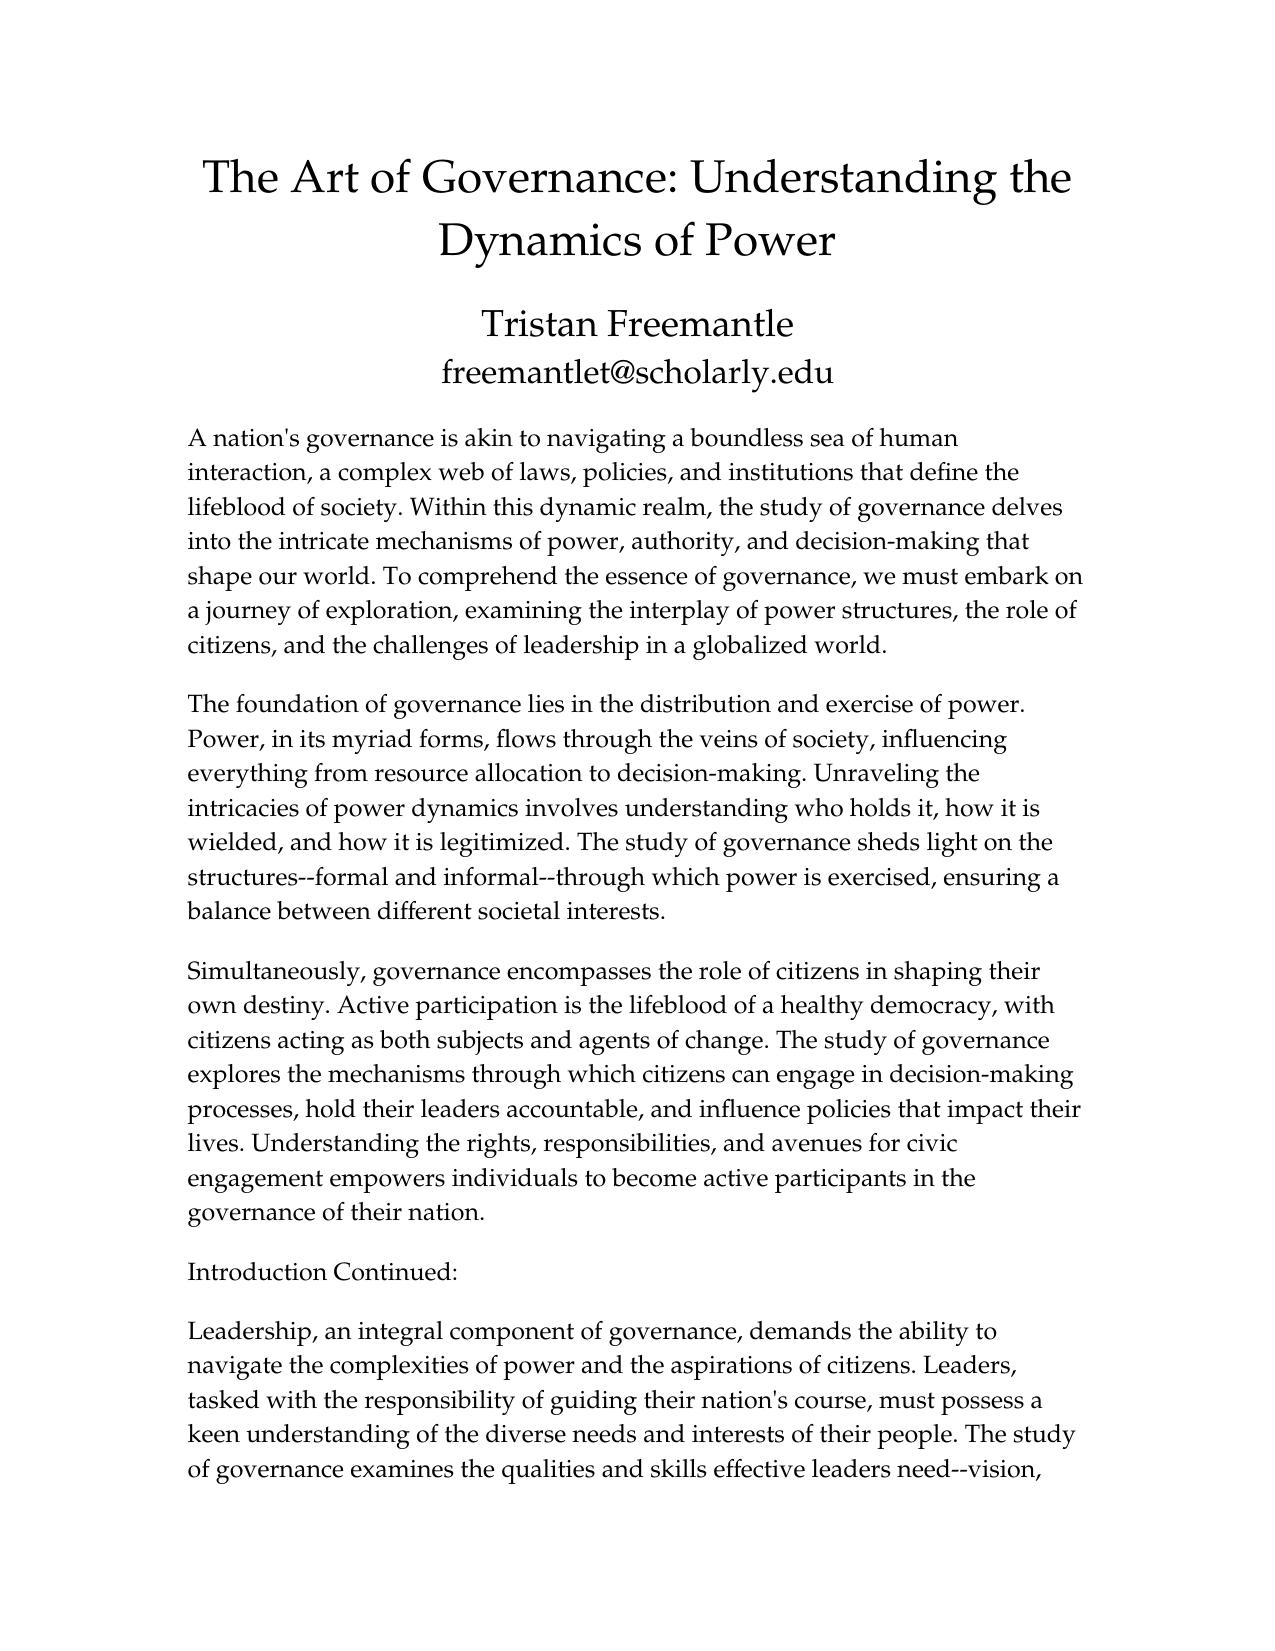 The Art of Governance: Understanding the
Dynamics of Power
Tristan Freemantle
freemantlet@scholarly.edu
A nation's governance is akin to navigating a boundless sea of human
interaction, a complex web of laws, policies, and institutions that define the
lifeblood of society. Within this dynamic realm, the study of governance delves
into the intricate mechanisms of power, authority, and decision-making that
shape our world. To comprehend the essence of governance, we must embark on
a journey of exploration, examining the interplay of power structures, the role of
citizens, and the challenges of leadership in a globalized world.
The foundation of governance lies in the distribution and exercise of power.
Power, in its myriad forms, flows through the veins of society, influencing
everything from resource allocation to decision-making. Unraveling the
intricacies of power dynamics involves understanding who holds it, how it is
wielded, and how it is legitimized. The study of governance sheds light on the
structures--formal and informal--through which power is exercised, ensuring a
balance between different societal interests.
Simultaneously, governance encompasses the role of citizens in shaping their
own destiny. Active participation is the lifeblood of a healthy democracy, with
citizens acting as both subjects and agents of change. The study of governance
explores the mechanisms through which citizens can engage in decision-making
processes, hold their leaders accountable, and influence policies that impact their
lives. Understanding the rights, responsibilities, and avenues for civic
engagement empowers individuals to become active participants in the
governance of their nation.
Introduction Continued:
Leadership, an integral component of governance, demands the ability to
navigate the complexities of power and the aspirations of citizens. Leaders,
tasked with the responsibility of guiding their nation's course, must possess a
keen understanding of the diverse needs and interests of their people. The study
of governance examines the qualities and skills effective leaders need--vision,